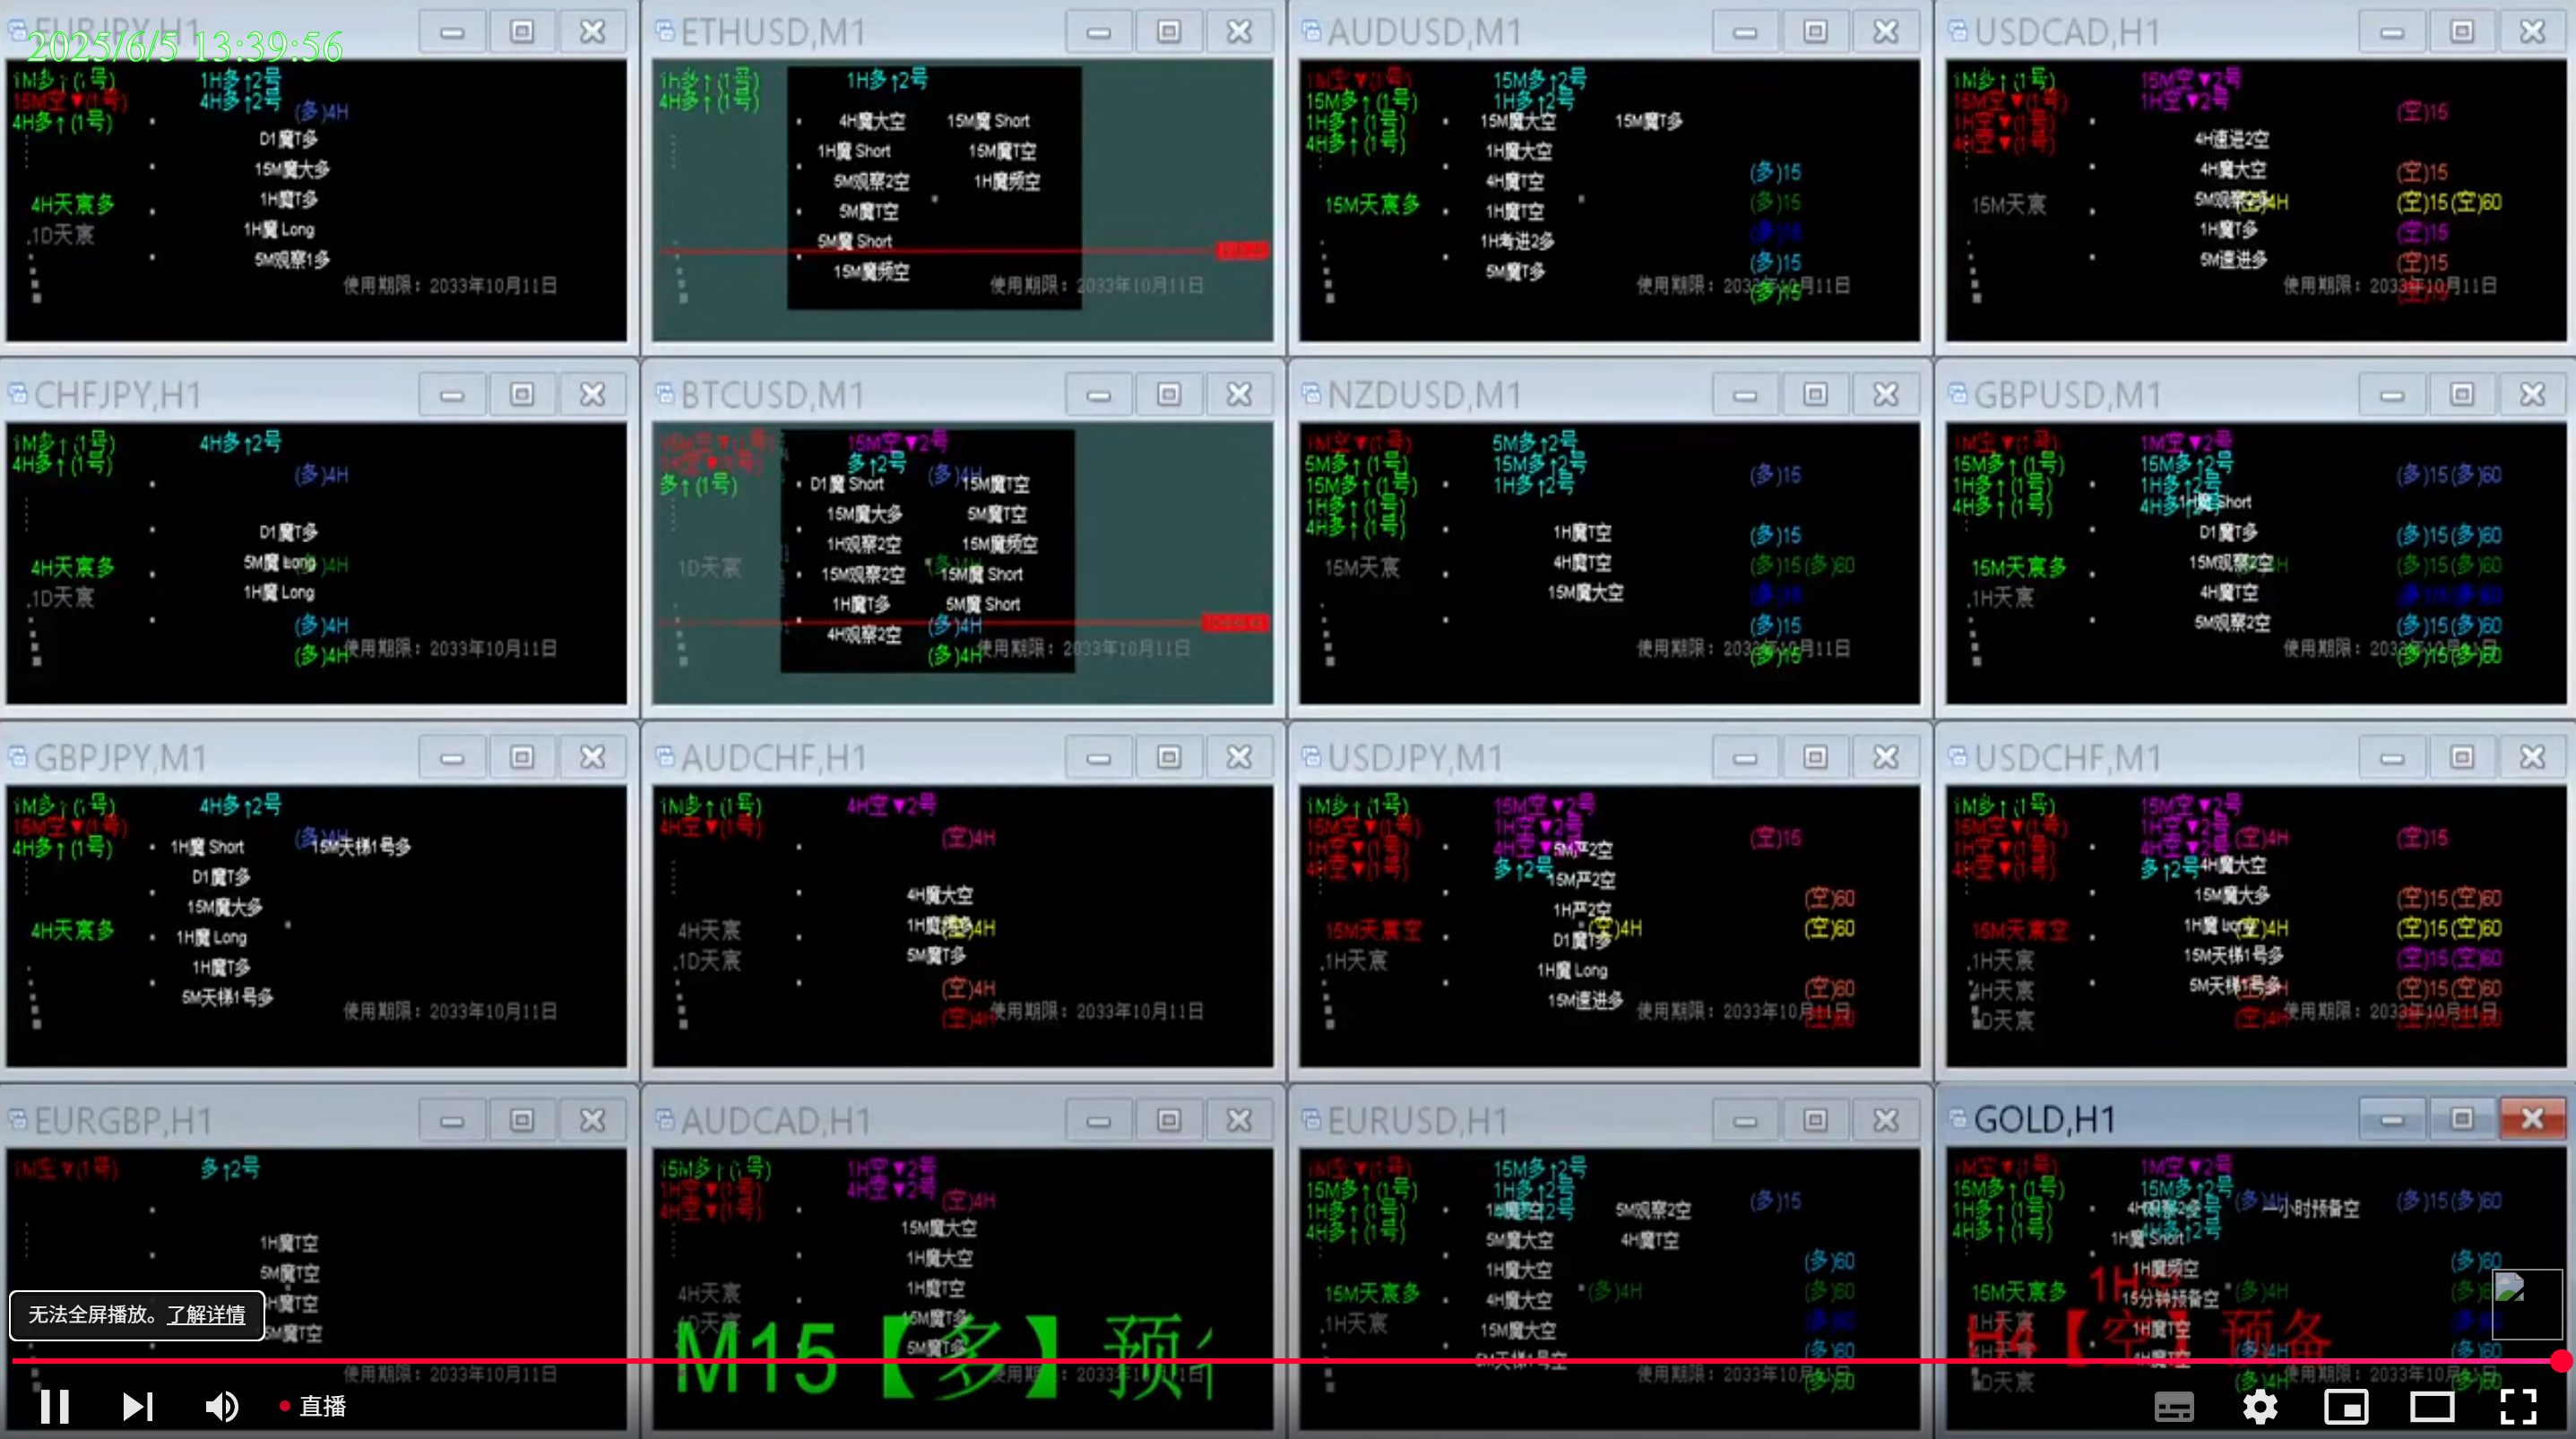 EURJPY,H1
2025/6/5 13:39:56
1M多↑(1号) 1H多↑2号
15M空▼(1号) 4H多↑2号 (多)4H
4H多↑(1号)
D1魔T多
15M魔大多
1H魔T多
4H天宸多
1H魔 Long
.1D天宸
5M观察1多
使用期限：2033年10月11日
ETHUSD,M1
1H多↑(1号) 1H多↑2号
4H多↑(1号)
4H魔大空 15M魔 Short
1H魔 Short 15M魔T空
5M观察2空 1H魔频空
5M魔T空
5M魔 Short
15M魔频空
使用期限：2033年10月11日
AUDUSD,M1
1M空▼(1号) 15M多↑2号
15M多↑(1号) 1H多↑2号
1H多↑(1号) 15M魔大空 15M魔T多
4H多↑(1号) 1H魔大空
4H魔T空 (多)15
15M天宸多 1H魔T空 (多)15
1H考进2多 (多)15
5M魔T多 (多)15
使用期限：2033年10月11日
(多)15
USDCAD,H1
1M多↑(1号) 15M空▼2号
15M空▼(1号) 1H空▼2号 (空)15
1H空▼(1号)
4H空▼(1号) 4H速进2空
4H魔大空 (空)15
15M天宸 5M观察2多 (空)4H (空)15(空)60
1H魔T多 (空)15
5M速进多 (空)15
使用期限：2033年10月11日
CHFJPY,H1
1M多↑(1号) 4H多↑2号
4H多↑(1号) (多)4H
D1魔T多
4H天宸多 5M魔 Long (多)4H
.1D天宸 1H魔 Long
(多)4H
(多)4H 使用期限：2033年10月11日
BTCUSD,M1
15M空▼(1号) 15M空▼2号
1H空▼(1号) 多↑2号 (多)4H
多↑(1号) D1魔 Short 15M魔T空
15M魔大多 5M魔T空
1H观察2空 15M魔频空
1D天宸 15M观察2空 (多)4H 15M魔 Short
1H魔T多 5M魔 Short
4H观察2空 (多)4H
(多)4H 使用期限：2033年10月11日
NZDUSD,M1
1M空▼(1号) 5M多↑2号
5M多↑(1号) 15M多↑2号 (多)15
15M多↑(1号) 1H多↑2号
1H多↑(1号)
4H多↑(1号) 1H魔T空 (多)15
15M天宸 4H魔T空 (多)15(多)60
15M魔大空 (多)15
(多)15
使用期限：2033年10月11日
(多)15
GBPUSD,M1
1M空▼(1号) 1M空▼2号
15M多↑(1号) 15M多↑2号 (多)15(多)60
1H多↑(1号) 1H多↑2号
4H多↑(1号) 4H多↑2号 1H魔 Short
D1魔T多 (多)15(多)60
15M天宸多 15M观察2空 (多)15(多)60
.1H天宸 4H魔T空 (多)15(多)60
5M观察2空 (多)15(多)60
使用期限：2033年10月11日
(多)15(多)60
GBPJPY,M1
1M多↑(1号) 4H多↑2号
15M空▼(1号) (多)4H
4H多↑(1号) 1H魔 Short 15M天梯1号多
D1魔T多
15M魔大多
4H天宸多 1H魔 Long
1H魔T多
5M天梯1号多
使用期限：2033年10月11日
AUDCHF,H1
1M多↑(1号) 4H空▼2号
4H空▼(1号) (空)4H
4H魔大空
4H天宸 (空)4H
.1D天宸 5M魔T多
(空)4H
(空)4H 使用期限：2033年10月11日
USDJPY,M1
1M多↑(1号) 15M空▼2号
15M空▼(1号) 1H空▼2号 (空)15
1H空▼(1号) 4H空▼2号 5M严2空
4H空▼(1号) 多↑2号 15M严2空
1H严2空 (空)60
15M天宸空 (空)4H (空)60
.1H天宸 D1魔T多
1H魔 Long (空)60
15M速进多
使用期限：2033年10月11日
(空)60
USDCHF,M1
1M多↑(1号) 15M空▼2号
15M空▼(1号) 1H空▼2号 (空)4H (空)15
1H空▼(1号) 4H空▼2号
4H空▼(1号) 多↑2号 4H魔大空
15M魔大多 (空)15(空)60
15M天宸空 1H魔 Long (空)4H (空)15(空)60
.1H天宸 15M天梯1号多 (空)15(空)60
4H天宸 5M天梯1号多 (空)15(空)60
1D天宸 (空)4H 使用期限：2033年10月11日
EURGBP,H1
1M空▼(1号) 多↑2号
1H魔T空
5M魔T空
4H魔T空
15M魔T空
使用期限：2033年10月11日
AUDCAD,H1
15M多↑(1号) 1H空▼2号
1H空▼(1号) 4H空▼2号 (空)4H
4H空▼(1号) 15M魔大空
1H魔大空
4H天宸 1H魔T空
15M魔T多
5M魔T多
M15【多】预
使用期限：2033年10月11日
EURUSD,H1
1M空▼(1号) 15M多↑2号
15M多↑(1号) 1H多↑2号 (多)15
1H多↑(1号) 5M观察2空
4H多↑(1号) 5M魔大空 4H魔T空
1H魔大空 (多)60
15M天宸多 4H魔大空 (多)4H (多)60
.1H天宸 15M魔大空
5M天梯1号空 (多)60
使用期限：2033年10月11日
(多)60
GOLD,H1
1M空▼(1号) 1M空▼2号
15M多↑(1号) 15M多↑2号 (多)4H (多)15(多)60
1H多↑(1号) 一小时预备空
4H多↑(1号) 4H多↑2号
1H魔 Short
1H魔频空 (多)60
15M天宸多 15分钟预备空 (多)4H
1H天宸 1H魔T空
H4【空】预备
4H天宸 4H魔T空 (多)4H (多)60
1D天宸 (多)4H 使用期限：2033年10月11日
无法全屏播放。了解详情
直播